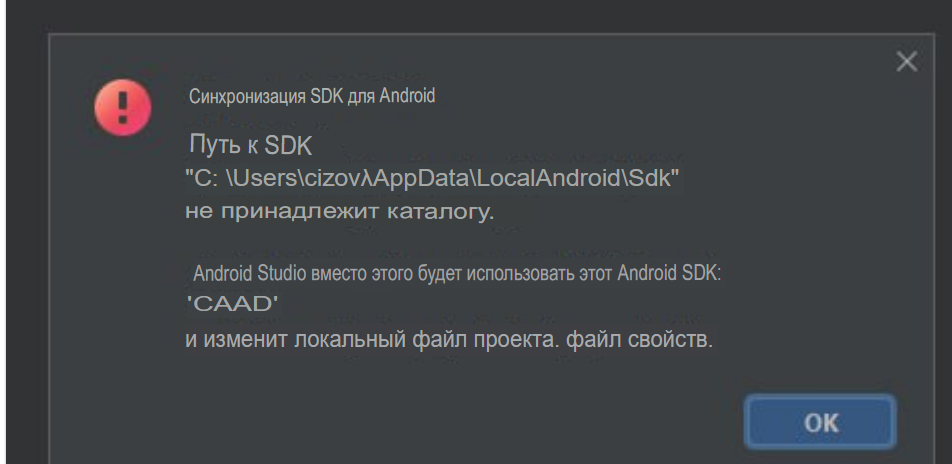 Синхронизация SDK для Android
Путь к SDK
"C: \Users\cizovλAppData\LocalAndroid\Sdk"
не принадлежит каталогу.
Android Studio вместо этого будет использовать этот Android SDK:
'CAAD'
и изменит локальный файл проекта. файл свойств.
OK